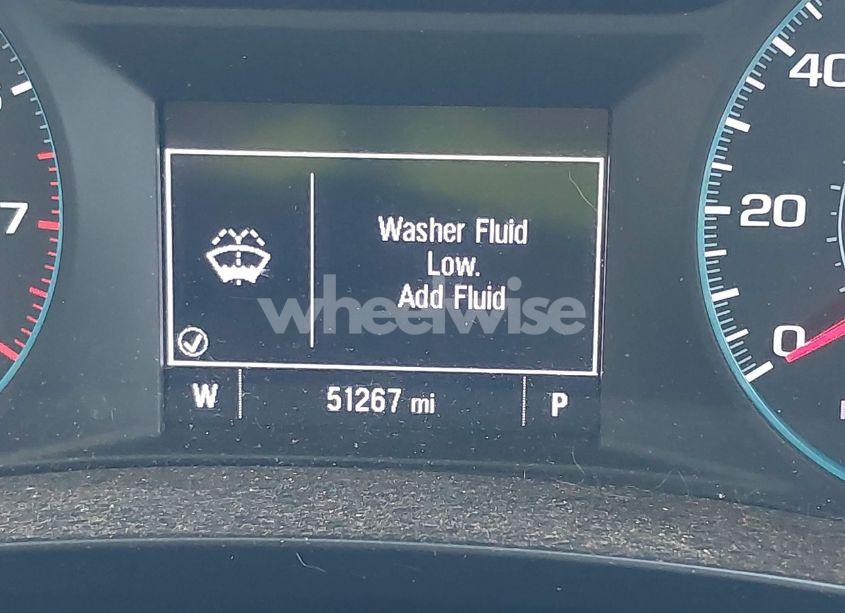 40
20
0
7
Washer Fluid
Low.
Add Fluid
wheelwise
W 51267 mi P